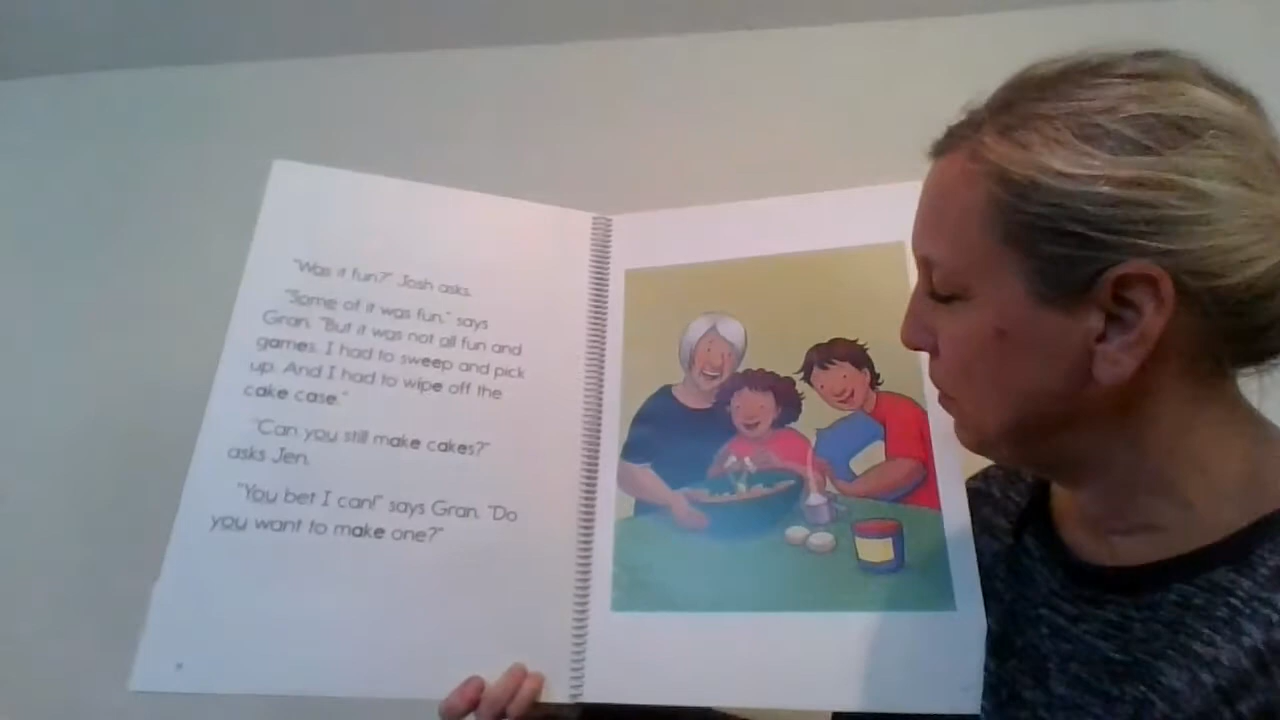 "Was it fun?" Josh asks.
"Some of it was fun," says
Gran. "But it was not all fun and
games. I had to sweep and pick
up. And I had to wipe off the
cake case."
"Can you still make cakes?"
asks Jen.
"You bet I can!" says Gran. "Do
you want to make one?"